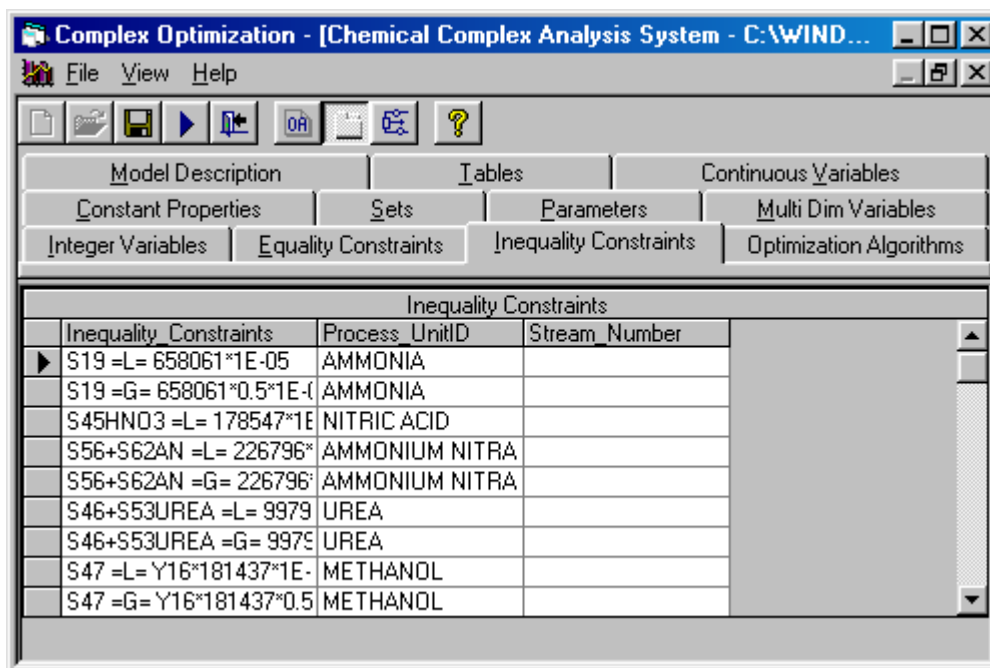 Complex Optimization - [Chemical Complex Analysis System - C:\WIND...
File View Help
OA ?
Model Description Tables Continuous Variables
Constant Properties Sets Parameters Multi Dim Variables
Integer Variables Equality Constraints Inequality Constraints Optimization Algorithms
Inequality Constraints
Inequality_Constraints Process_UnitID Stream_Number
S19 =L= 658061*1E-05 AMMONIA
S19 =G= 658061*0.5*1E-( AMMONIA
S45HNO3 =L= 178547*1E NITRIC ACID
S56+S62AN =L= 226796* AMMONIUM NITRA
S56+S62AN =G= 226796* AMMONIUM NITRA
S46+S53UREA =L= 9979 UREA
S46+S53UREA =G= 9979 UREA
S47 =L= Y16*181437*1E- METHANOL
S47 =G= Y16*181437*0.5 METHANOL